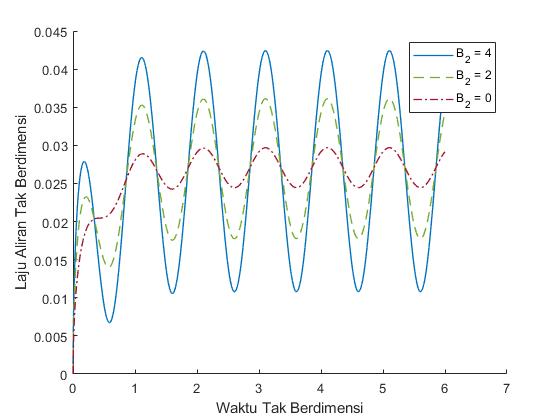 0.045
0.04
0.035
0.03
0.025
0.02
0.015
0.01
0.005
0
Laju Aliran Tak Berdimensi
B2 = 4
B2 = 2
B2 = 0
0 1 2 3 4 5 6 7
Waktu Tak Berdimensi